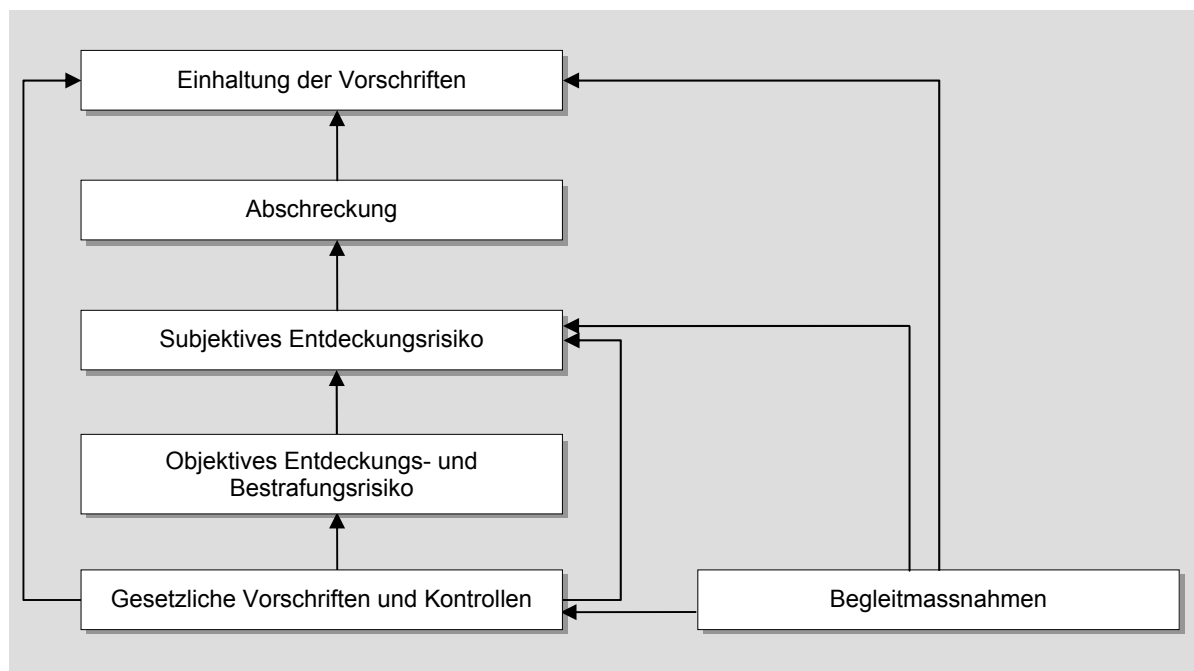 Einhaltung der Vorschriften
Abschreckung
Subjektives Entdeckungsrisiko
Objektives Entdeckungs- und
Bestrafungsrisiko
Gesetzliche Vorschriften und Kontrollen
Begleitmassnahmen